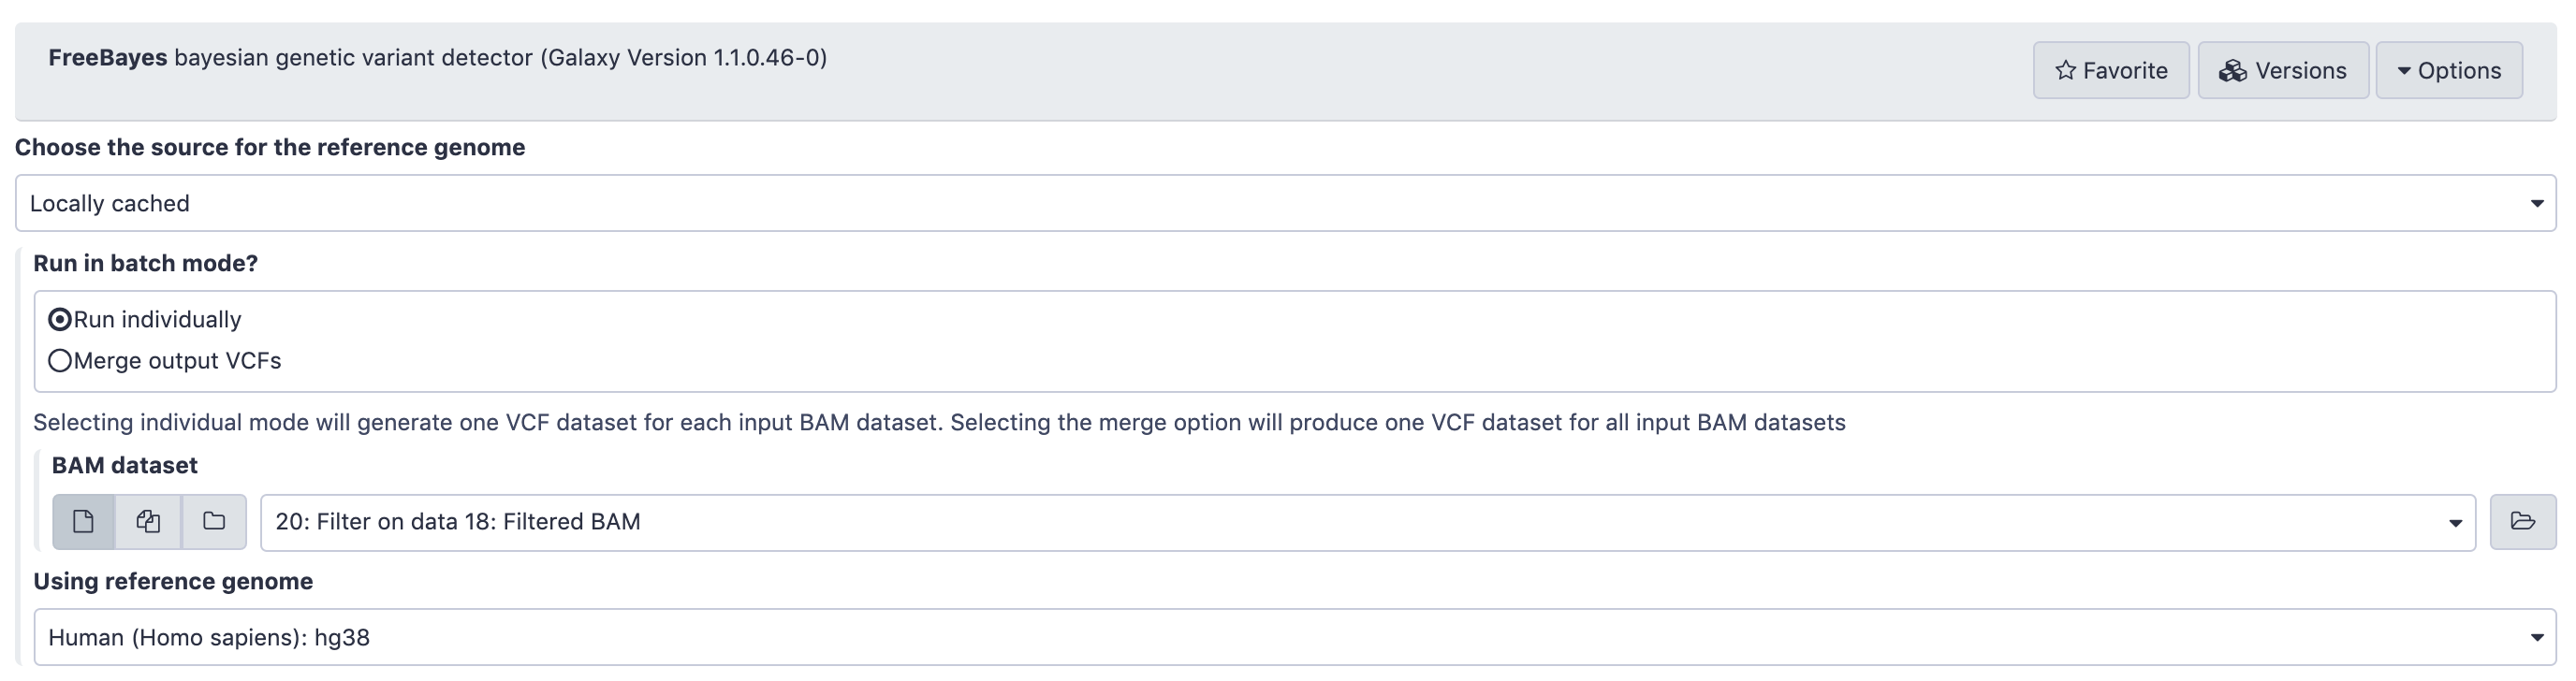 FreeBayes bayesian genetic variant detector (Galaxy Version 1.1.0.46-0)
Favorite
Versions
Options
Choose the source for the reference genome
Locally cached
Run in batch mode?
Run individually
Merge output VCFs
Selecting individual mode will generate one VCF dataset for each input BAM dataset. Selecting the merge option will produce one VCF dataset for all input BAM datasets
BAM dataset
20: Filter on data 18: Filtered BAM
Using reference genome
Human (Homo sapiens): hg38